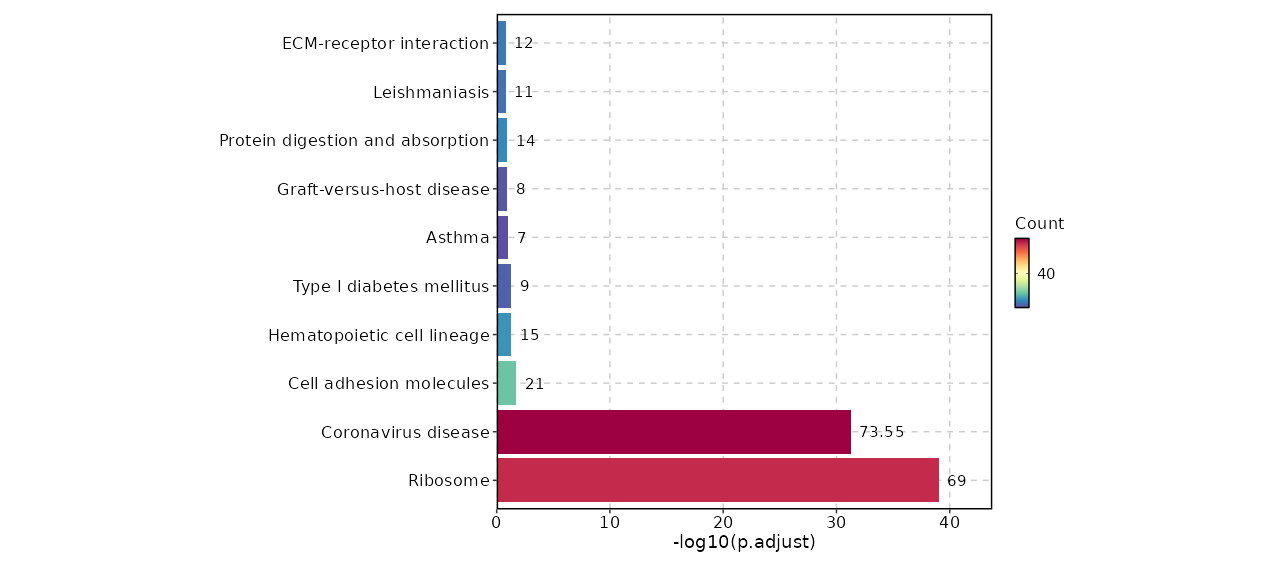 ECM-receptor interaction 12
Leishmaniasis 11
Protein digestion and absorption 14
Graft-versus-host disease 8
Asthma 7
Type I diabetes mellitus 9
Hematopoietic cell lineage 15
Cell adhesion molecules 21
Coronavirus disease 73.55
Ribosome 69
0 10 20 30 40
-log10(p.adjust)
Count
40